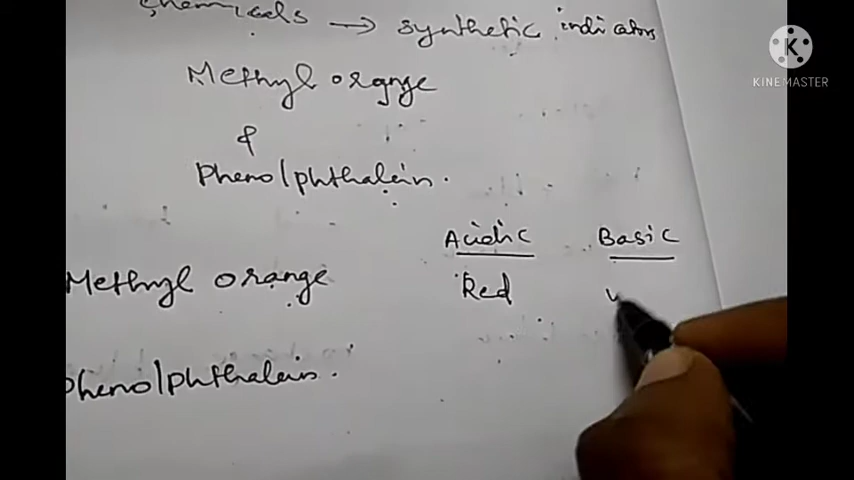 Chemicals → synthetic indicators
Methyl orange
&
Phenolphthalein.
Acidic Basic
Methyl orange Red
Phenolphthalein.
K
KINEMASTER